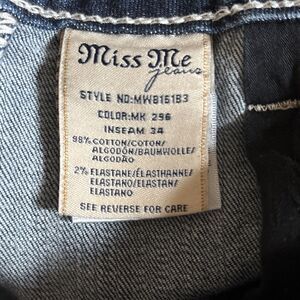 Miss Me
jeans
STYLE NO:MW8161B3
COLOR:MK 296
INSEAM 34
98% COTTON/COTON/
ALGODÓN/BAUMWOLLE/
ALGODÃO
2% ELASTANE/ÉLASTHANNE/
ELASTANO/ELASTAN/
ELASTANO
SEE REVERSE FOR CARE